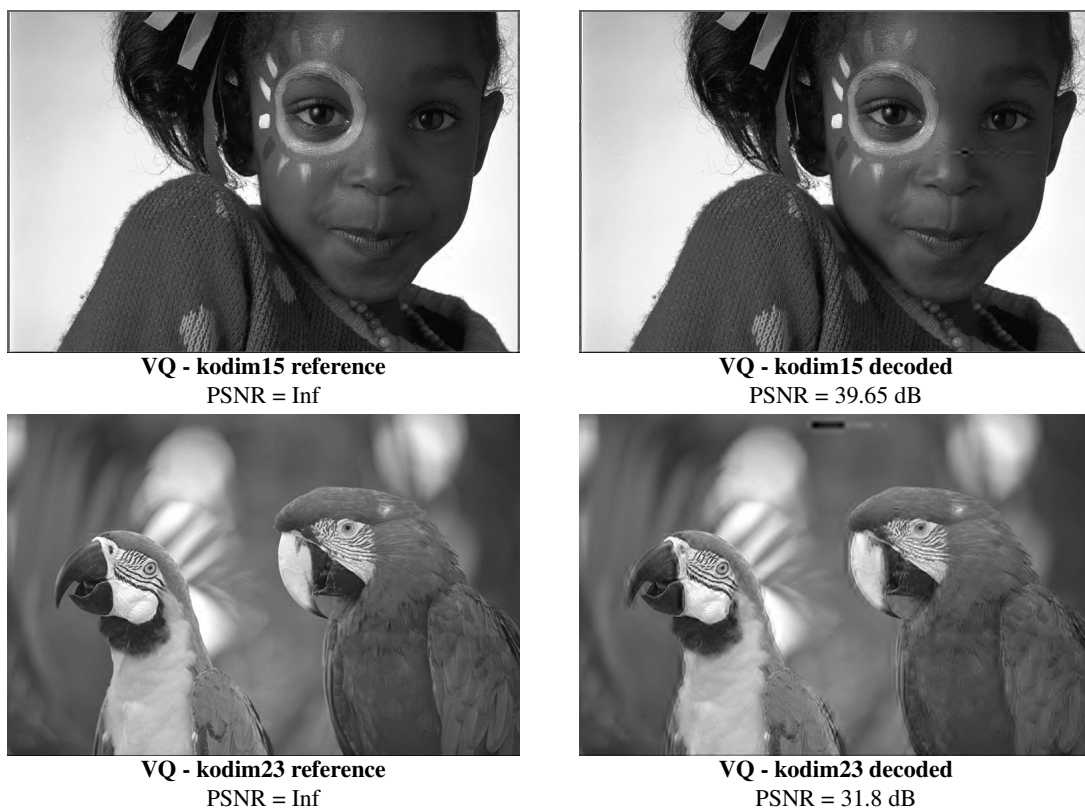 VQ - kodim15 reference
PSNR = Inf
VQ - kodim15 decoded
PSNR = 39.65 dB
VQ - kodim23 reference
PSNR = Inf
VQ - kodim23 decoded
PSNR = 31.8 dB